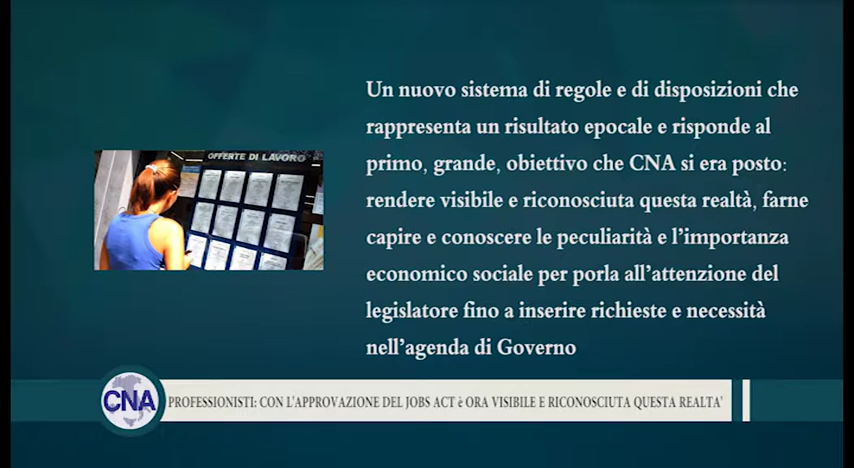 Un nuovo sistema di regole e di disposizioni che
rappresenta un risultato epocale e risponde al
primo, grande, obiettivo che CNA si era posto:
rendere visibile e riconosciuta questa realtà, farne
capire e conoscere le peculiarità e l'importanza
economico sociale per porla all'attenzione del
legislatore fino a inserire richieste e necessità
nell'agenda di Governo
OFFERTE DI LAVORO
CNA
PROFESSIONISTI: CON L'APPROVAZIONE DEL JOBS ACT è ORA VISIBILE E RICONOSCIUTA QUESTA REALTA'